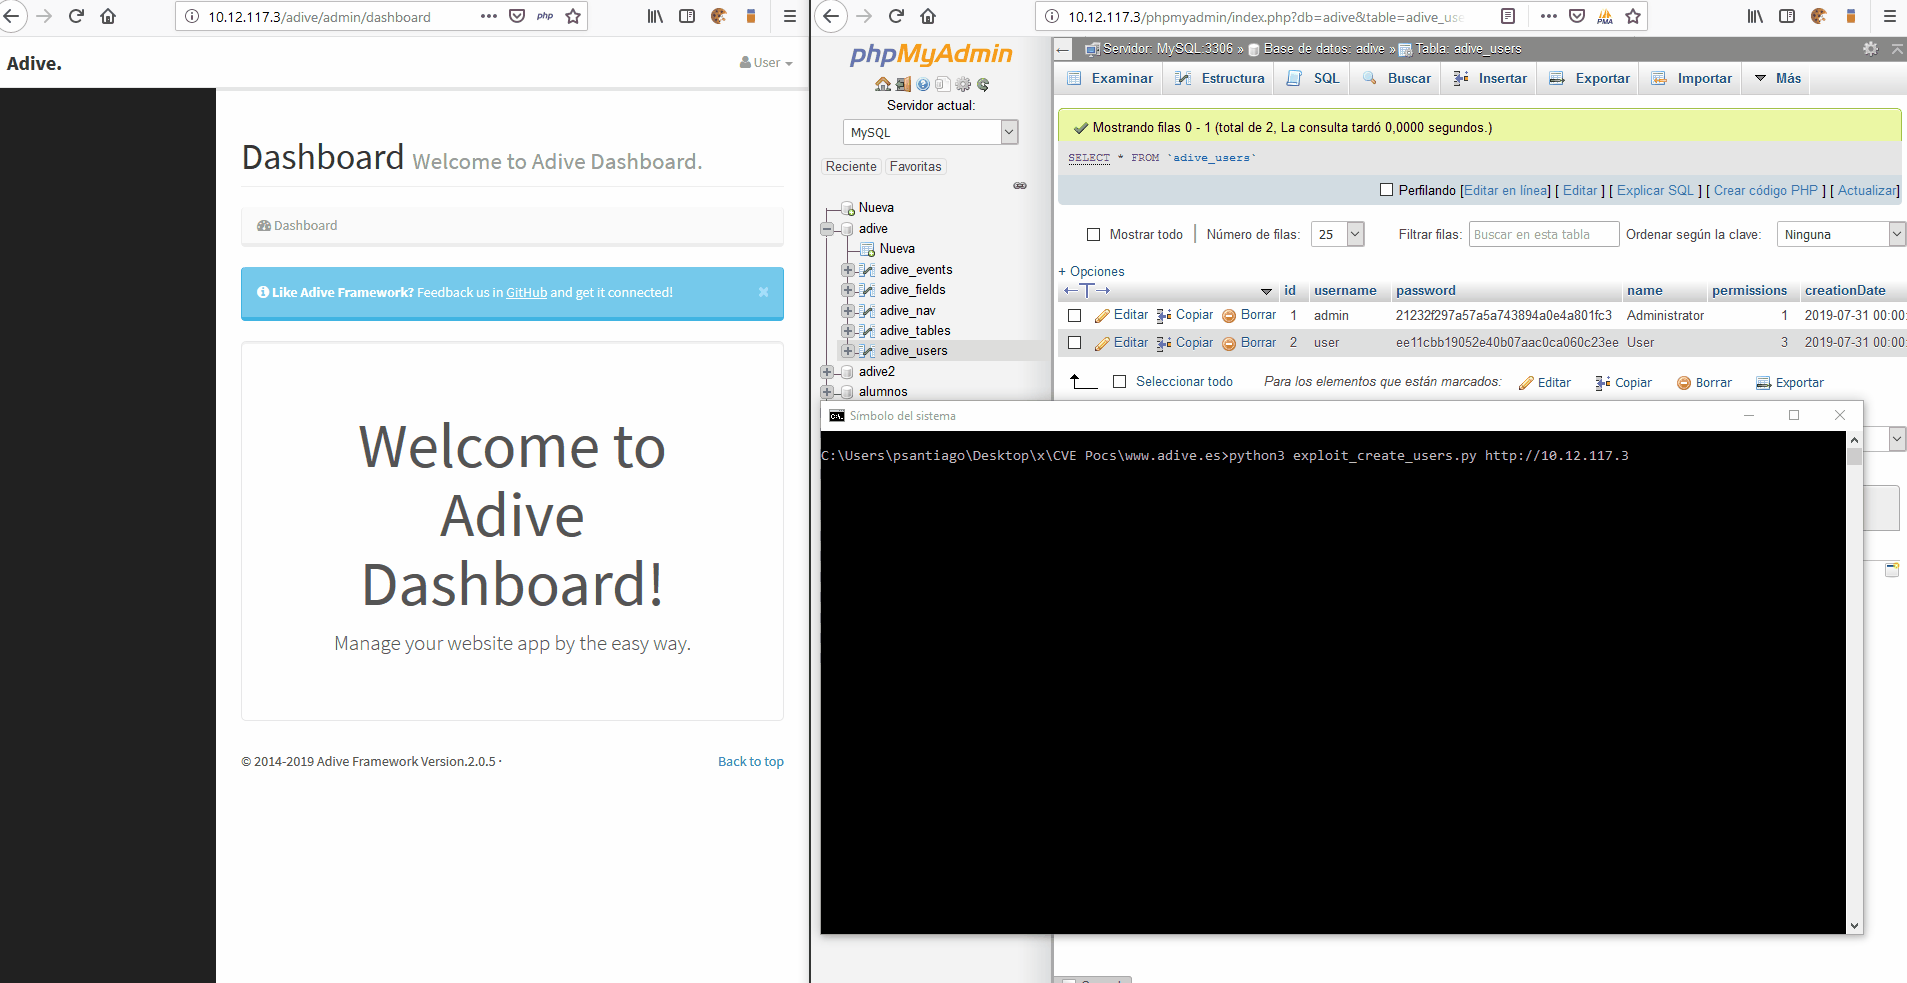 10.12.117.3/adive/admin/dashboard
php
Adive.
User
Dashboard Welcome to Adive Dashboard.
Dashboard
Like Adive Framework? Feedback us in GitHub and get it connected!
×
Welcome to
Adive
Dashboard!
Manage your website app by the easy way.
© 2014-2019 Adive Framework Version.2.0.5 ·
Back to top
10.12.117.3/phpmyadmin/index.php?db=adive&table=adive_use
PMA
phpMyAdmin
Servidor actual:
MySQL
Reciente
Favoritas
Nueva
adive
Nueva
adive_events
adive_fields
adive_nav
adive_tables
adive_users
adive2
alumnos
Servidor: MySQL:3306 » Base de datos: adive » Tabla: adive_users
Examinar Estructura SQL Buscar Insertar Exportar Importar Más
Mostrando filas 0 - 1 (total de 2, La consulta tardó 0,0000 segundos.)
SELECT * FROM `adive_users`
Perfilando [Editar en línea] [ Editar ] [ Explicar SQL ] [ Crear código PHP ] [ Actualizar]
Mostrar todo | Número de filas: 25 Filtrar filas: Buscar en esta tabla Ordenar según la clave: Ninguna
+ Opciones
←T→ id username password name permissions creationDate
Editar Copiar Borrar 1 admin 21232f297a57a5a743894a0e4a801fc3 Administrator 1 2019-07-31 00:00:
Editar Copiar Borrar 2 user ee11cbb19052e40b07aac0ca060c23ee User 3 2019-07-31 00:00:
Seleccionar todo Para los elementos que están marcados: Editar Copiar Borrar Exportar
Símbolo del sistema
C:\Users\psantiago\Desktop\x\CVE Pocs\www.adive.es>python3 exploit_create_users.py http://10.12.117.3